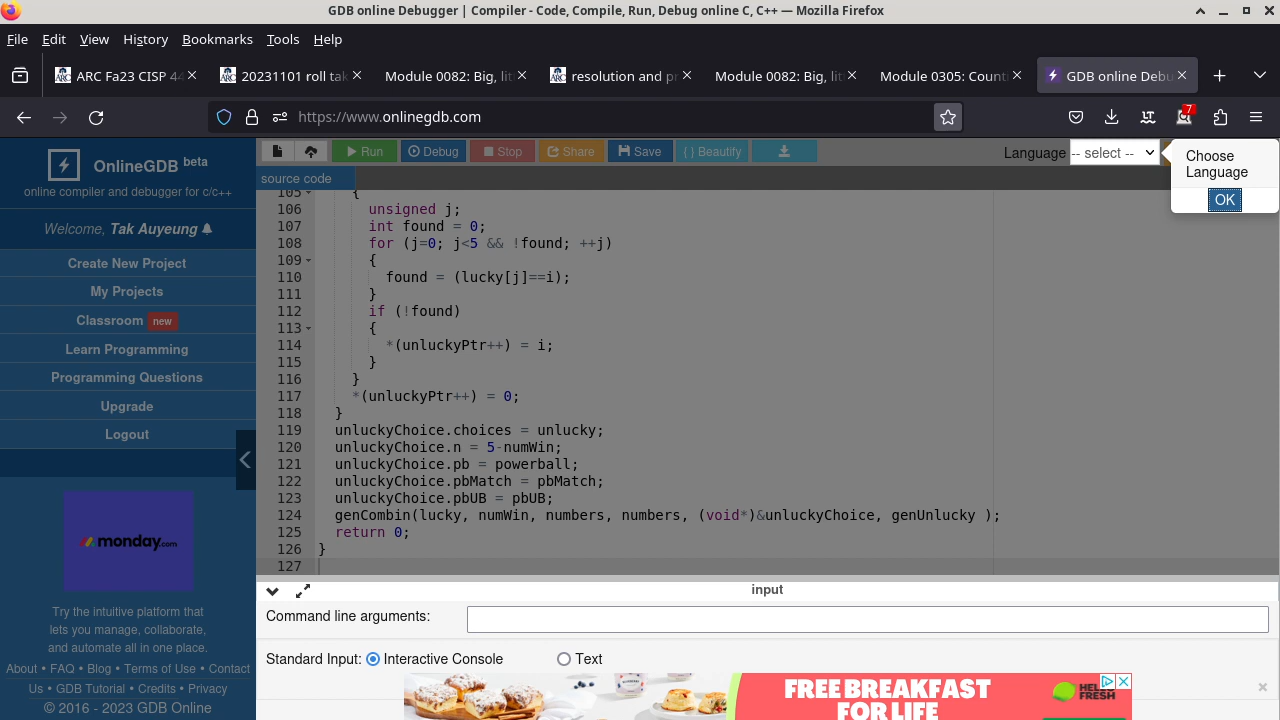 GDB online Debugger | Compiler - Code, Compile, Run, Debug online C, C++ — Mozilla Firefox
File Edit View History Bookmarks Tools Help
ARC Fa23 CISP 44
20231101 roll tak
Module 0082: Big, lit
resolution and pr
Module 0082: Big, lit
Module 0305: Count
GDB online Debu
https://www.onlinegdb.com
7
OnlineGDB beta
online compiler and debugger for c/c++
Welcome, Tak Auyeung
Create New Project
My Projects
Classroom new
Learn Programming
Programming Questions
Upgrade
Logout
monday.com
Try the intuitive platform that
lets you manage, collaborate,
and automate all in one place.
About • FAQ • Blog • Terms of Use • Contact
Us • GDB Tutorial • Credits • Privacy
© 2016 - 2023 GDB Online
Run Debug Stop Share Save { } Beautify
Language -- select --
Choose
Language
OK
source code
105 {
106 unsigned j;
107 int found = 0;
108 for (j=0; j<5 && !found; ++j)
109 {
110 found = (lucky[j]==i);
111 }
112 if (!found)
113 {
114 *(unluckyPtr++) = i;
115 }
116 }
117 *(unluckyPtr++) = 0;
118 }
119 unluckyChoice.choices = unlucky;
120 unluckyChoice.n = 5-numWin;
121 unluckyChoice.pb = powerball;
122 unluckyChoice.pbMatch = pbMatch;
123 unluckyChoice.pbUB = pbUB;
124 genCombin(lucky, numWin, numbers, numbers, (void*)&unluckyChoice, genUnlucky );
125 return 0;
126 }
127
input
Command line arguments:
Standard Input: Interactive Console Text
FREE BREAKFAST
FOR LIFE
HELLO
FRESH